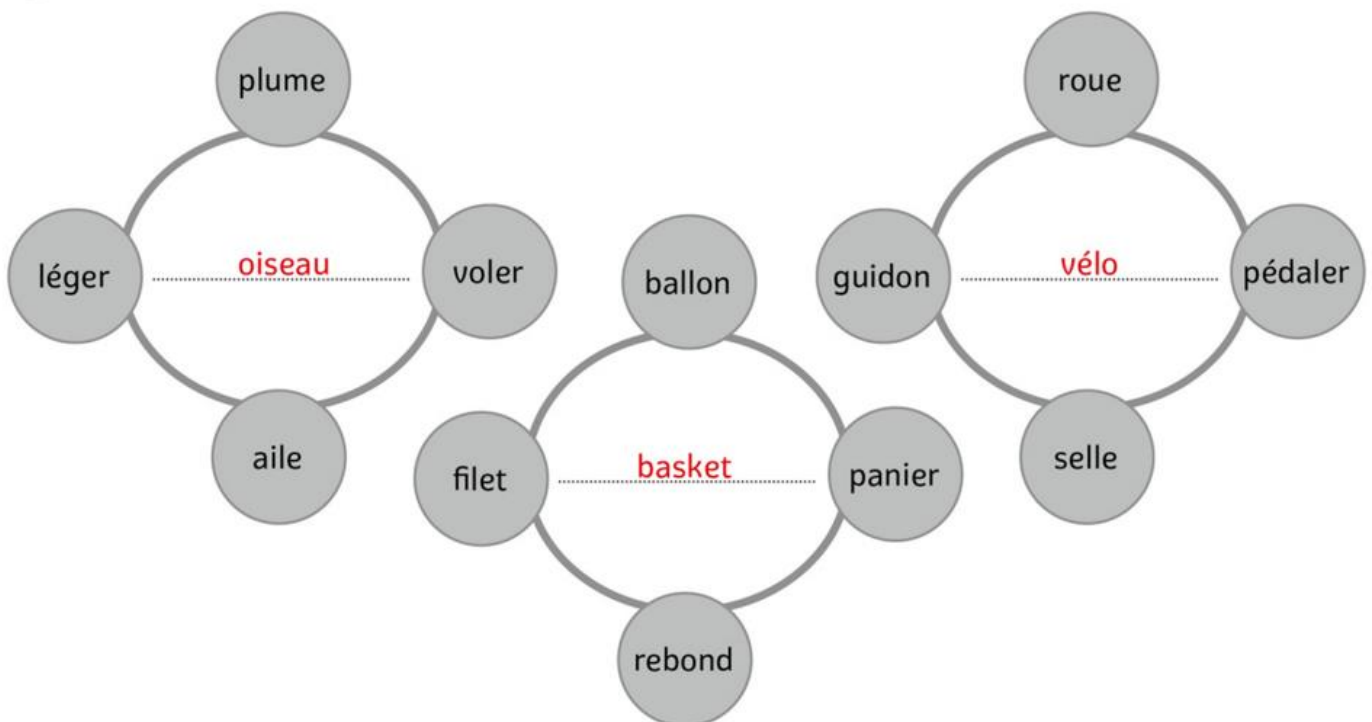 plume
léger
oiseau
voler
aile
ballon
filet
basket
panier
rebond
roue
guidon
vélo
pédaler
selle